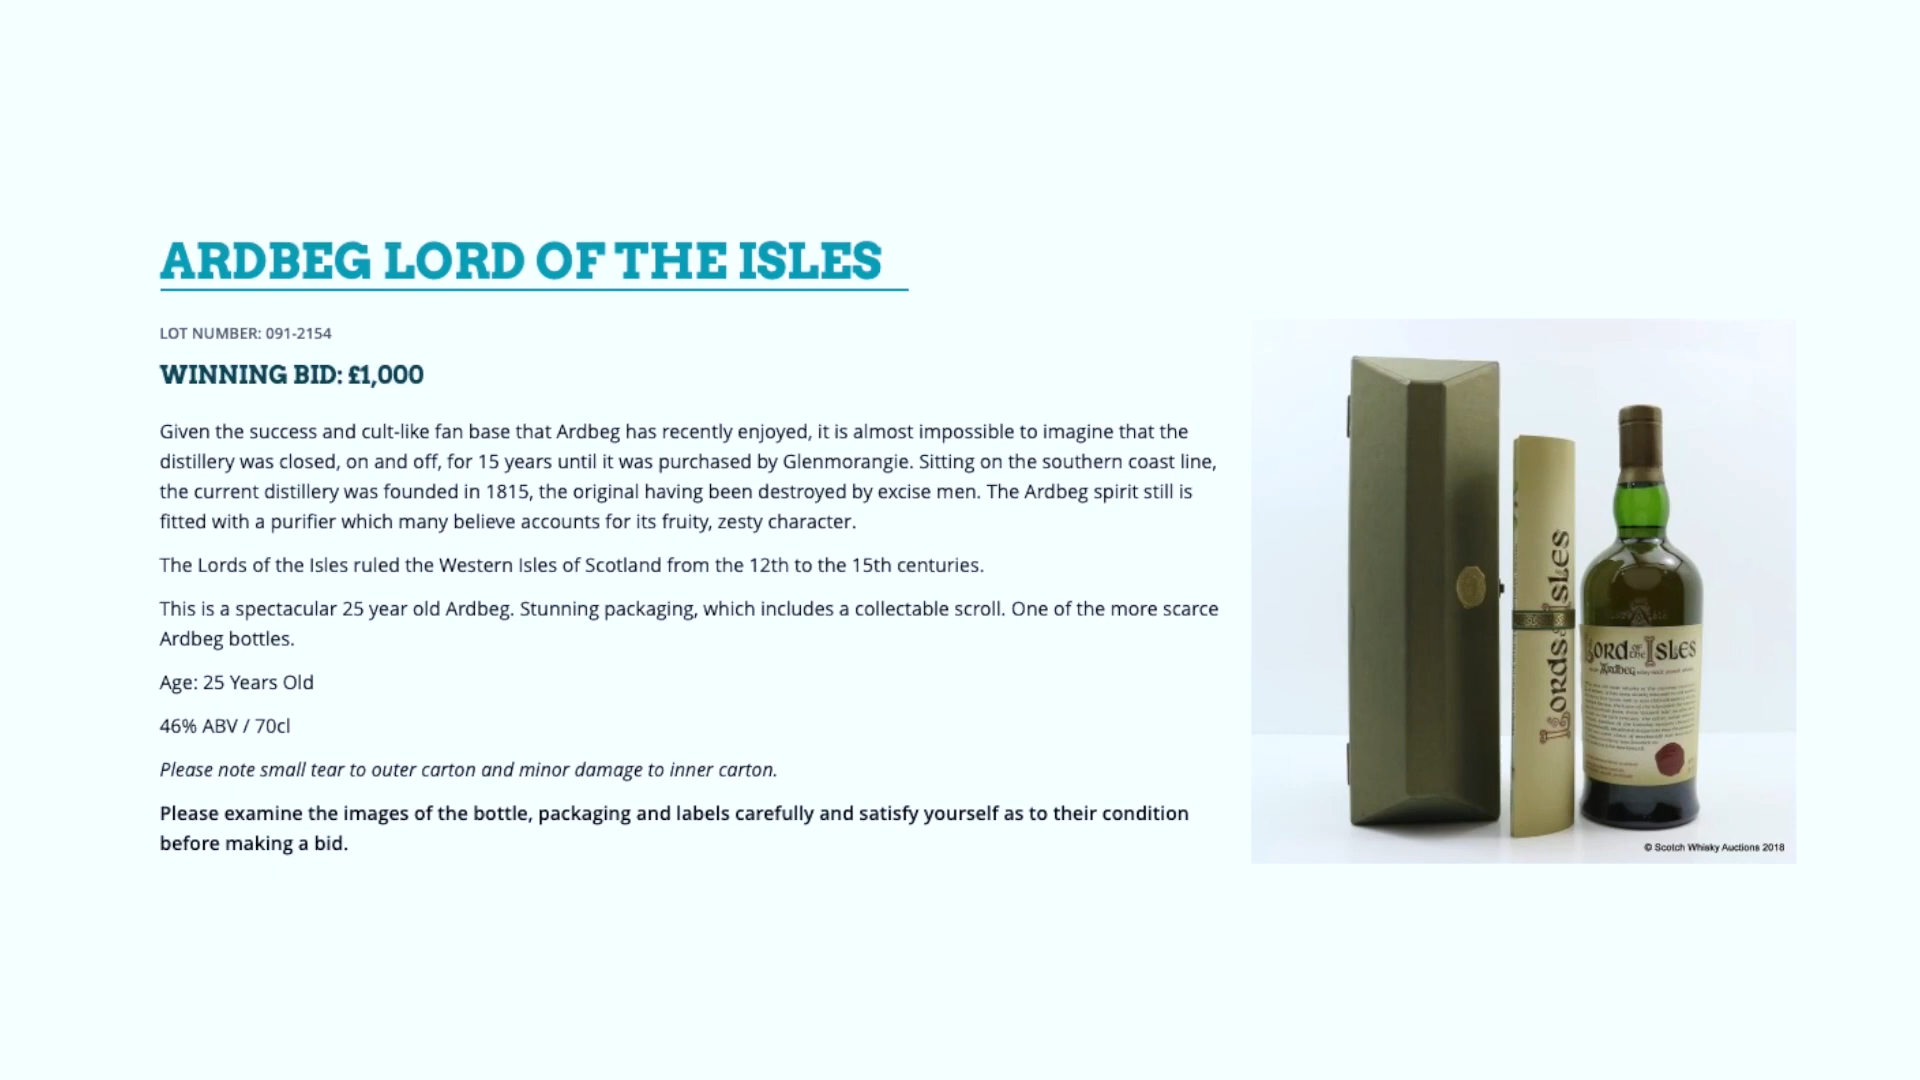 ARDBEG LORD OF THE ISLES
LOT NUMBER: 091-2154
WINNING BID: £1,000
Given the success and cult-like fan base that Ardbeg has recently enjoyed, it is almost impossible to imagine that the
distillery was closed, on and off, for 15 years until it was purchased by Glenmorangie. Sitting on the southern coast line,
the current distillery was founded in 1815, the original having been destroyed by excise men. The Ardbeg spirit still is
fitted with a purifier which many believe accounts for its fruity, zesty character.
The Lords of the Isles ruled the Western Isles of Scotland from the 12th to the 15th centuries.
This is a spectacular 25 year old Ardbeg. Stunning packaging, which includes a collectable scroll. One of the more scarce
Ardbeg bottles.
Age: 25 Years Old
46% ABV / 70cl
Please note small tear to outer carton and minor damage to inner carton.
Please examine the images of the bottle, packaging and labels carefully and satisfy yourself as to their condition
before making a bid.
LORDS ISLES
LORD OF THE ISLES
Ardbeg
© Scotch Whisky Auctions 2018